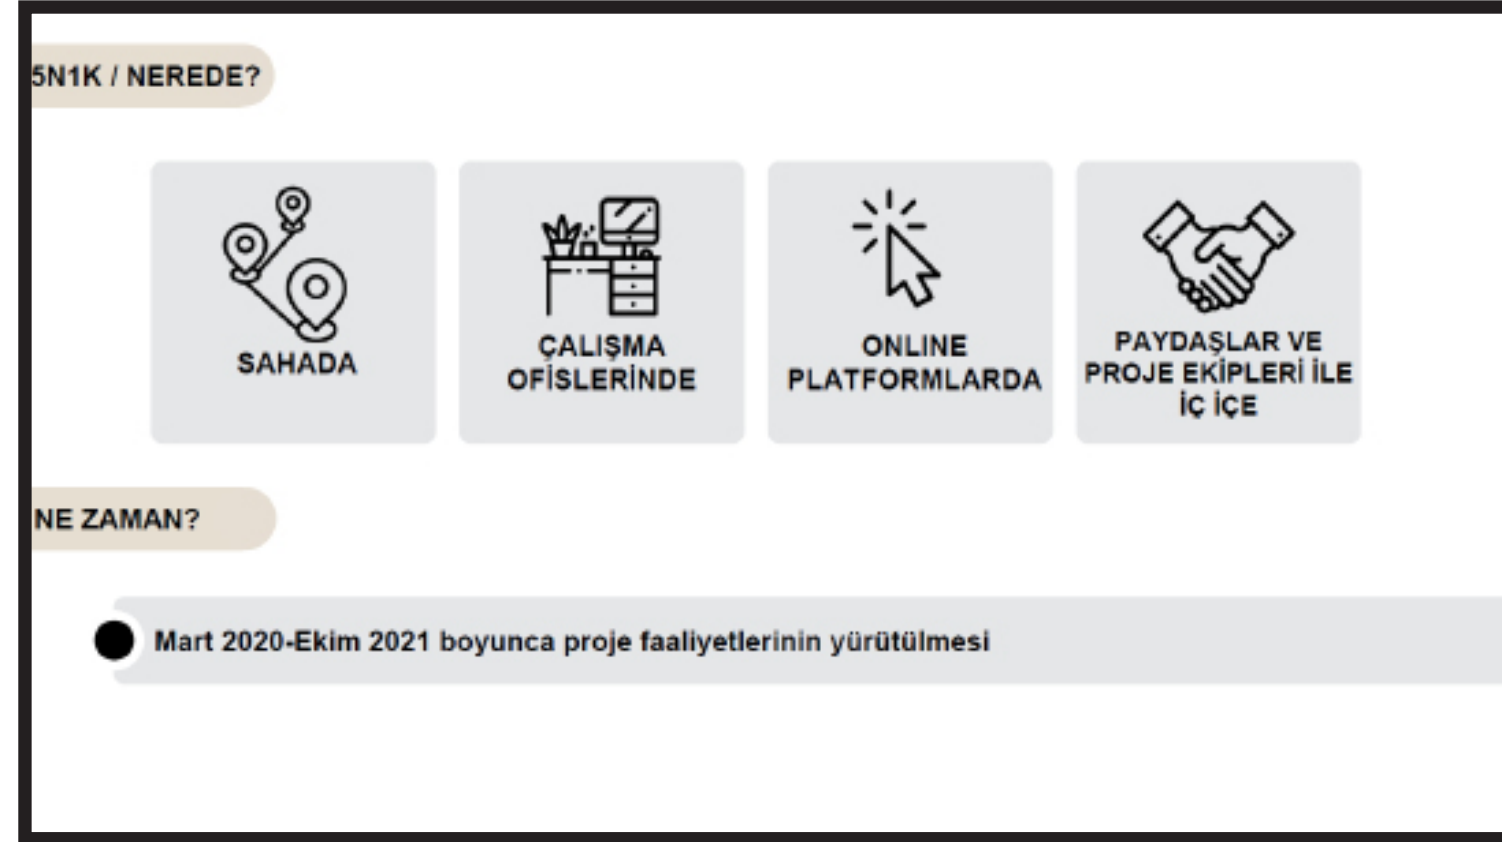 5N1K / NEREDE?
SAHADA
ÇALIŞMA
OFİSLERİNDE
ONLINE
PLATFORMLARDA
PAYDAŞLAR VE
PROJE EKİPLERİ İLE
İÇ İÇE
NE ZAMAN?
Mart 2020-Ekim 2021 boyunca proje faaliyetlerinin yürütülmesi